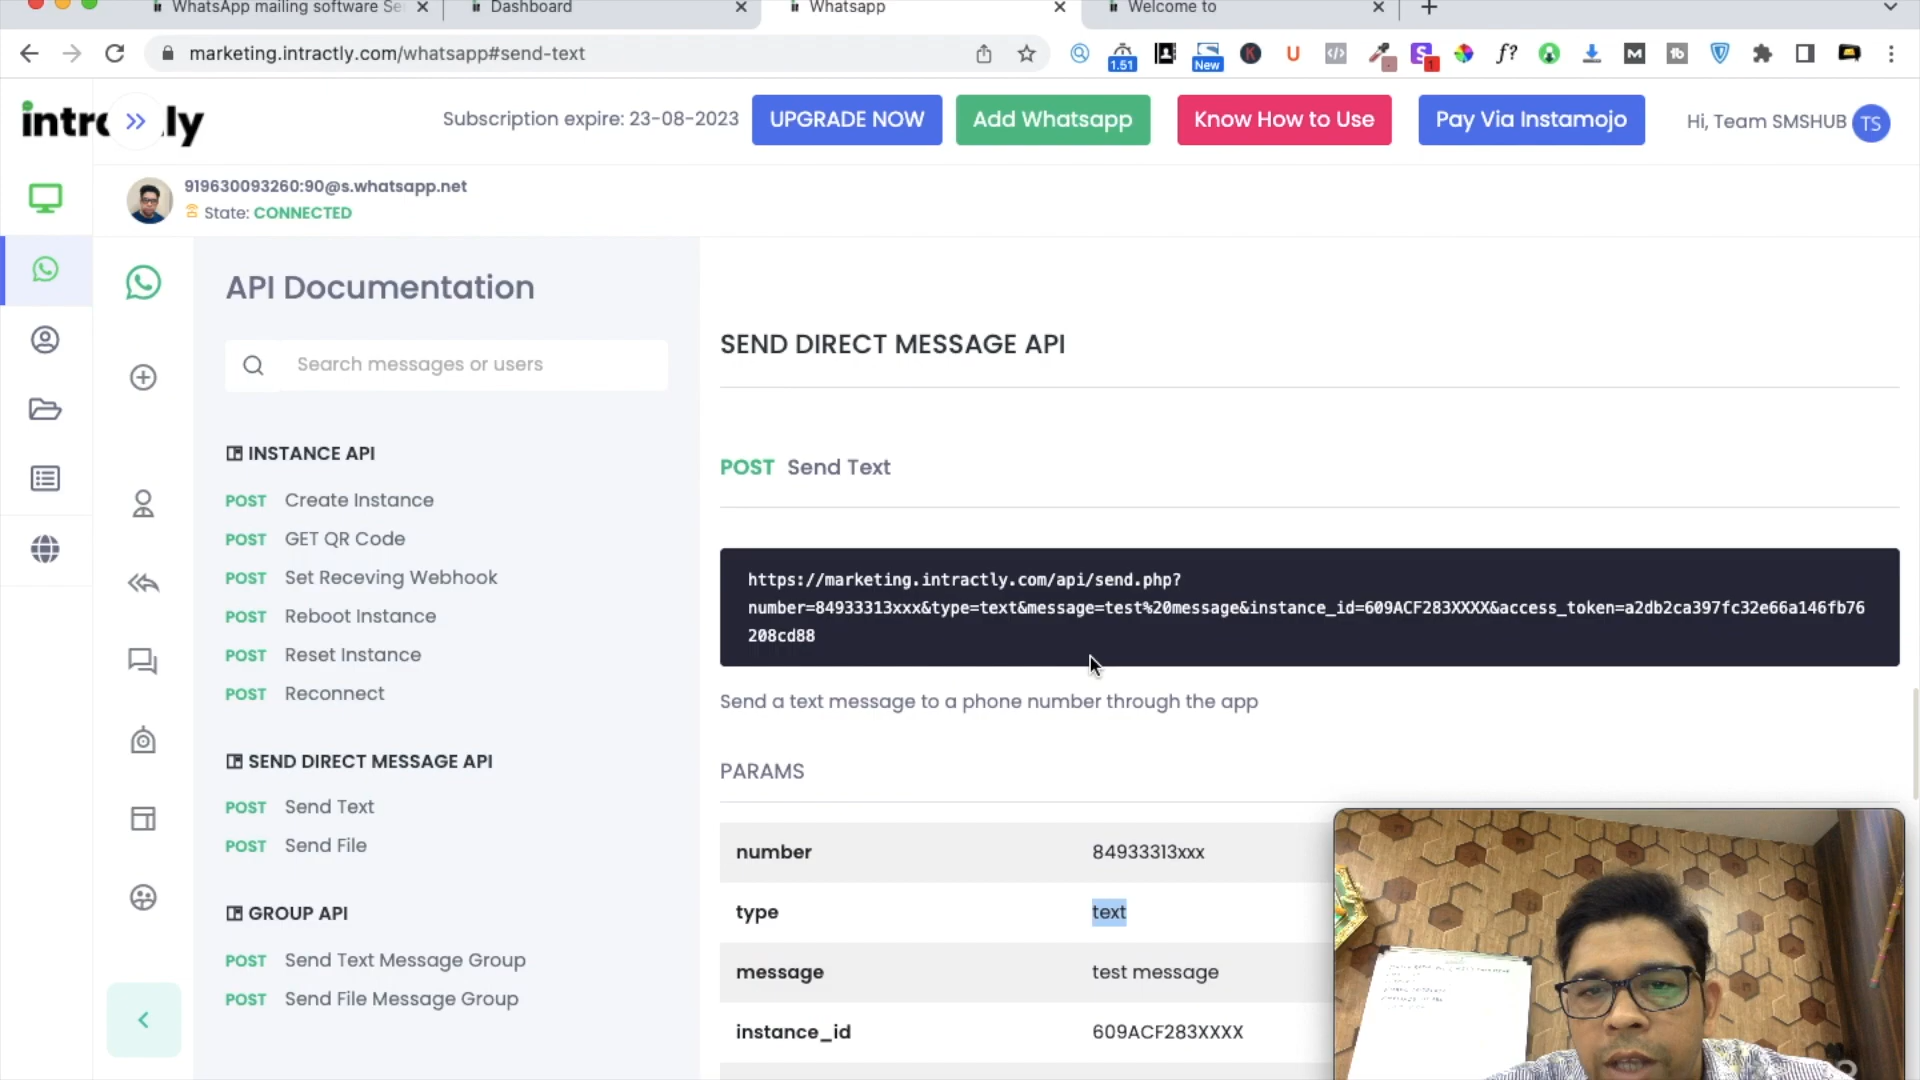 WhatsApp mailing software Se
Dashboard
Whatsapp
Welcome to
marketing.intractly.com/whatsapp#send-text
1.51
New
1
intr ly
Subscription expire: 23-08-2023
UPGRADE NOW
Add Whatsapp
Know How to Use
Pay Via Instamojo
Hi, Team SMSHUB
TS
919630093260:90@s.whatsapp.net
State: CONNECTED
API Documentation
Search messages or users
INSTANCE API
POST Create Instance
POST GET QR Code
POST Set Receving Webhook
POST Reboot Instance
POST Reset Instance
POST Reconnect
SEND DIRECT MESSAGE API
POST Send Text
POST Send File
GROUP API
POST Send Text Message Group
POST Send File Message Group
SEND DIRECT MESSAGE API
POST Send Text
https://marketing.intractly.com/api/send.php?
number=84933313xxx&type=text&message=test%20message&instance_id=609ACF283XXXX&access_token=a2db2ca397fc32e66a146fb76
208cd88
Send a text message to a phone number through the app
PARAMS
number 84933313xxx
type text
message test message
instance_id 609ACF283XXXX